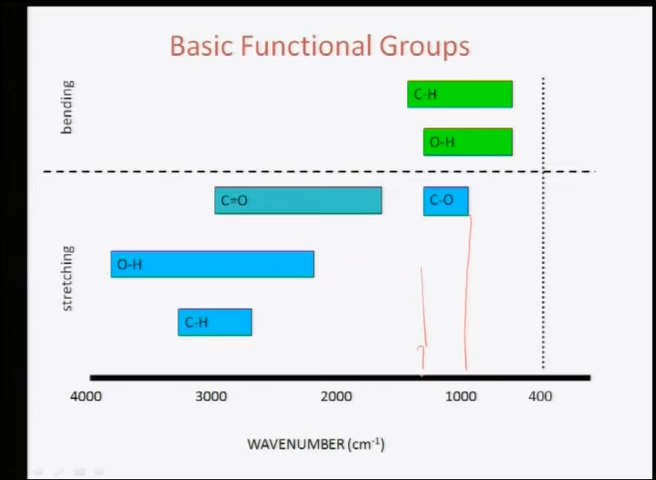 Basic Functional Groups
bending
C-H
O-H
C=O
C-O
stretching
O-H
C-H
4000
3000
2000
1000
400
WAVENUMBER (cm⁻¹)